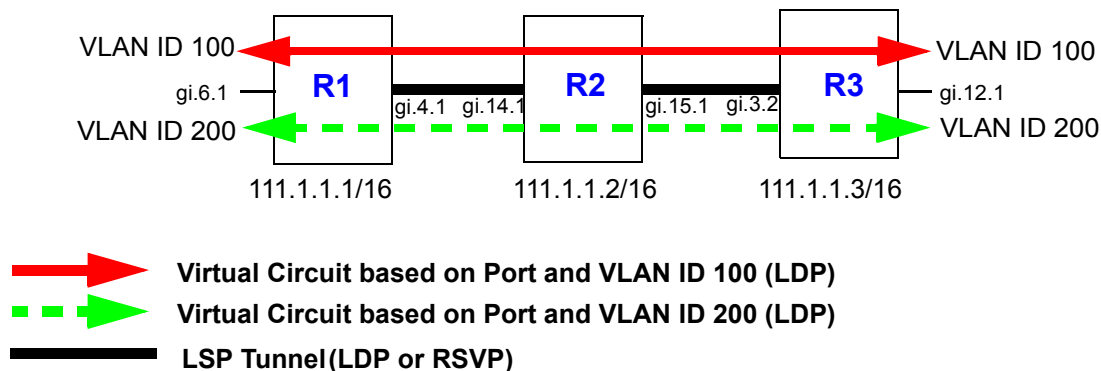 VLAN ID 100
VLAN ID 100
R1
R2
R3
gi.6.1
gi.4.1
gi.14.1
gi.15.1
gi.3.2
gi.12.1
VLAN ID 200
VLAN ID 200
111.1.1.1/16
111.1.1.2/16
111.1.1.3/16
Virtual Circuit based on Port and VLAN ID 100 (LDP)
Virtual Circuit based on Port and VLAN ID 200 (LDP)
LSP Tunnel (LDP or RSVP)